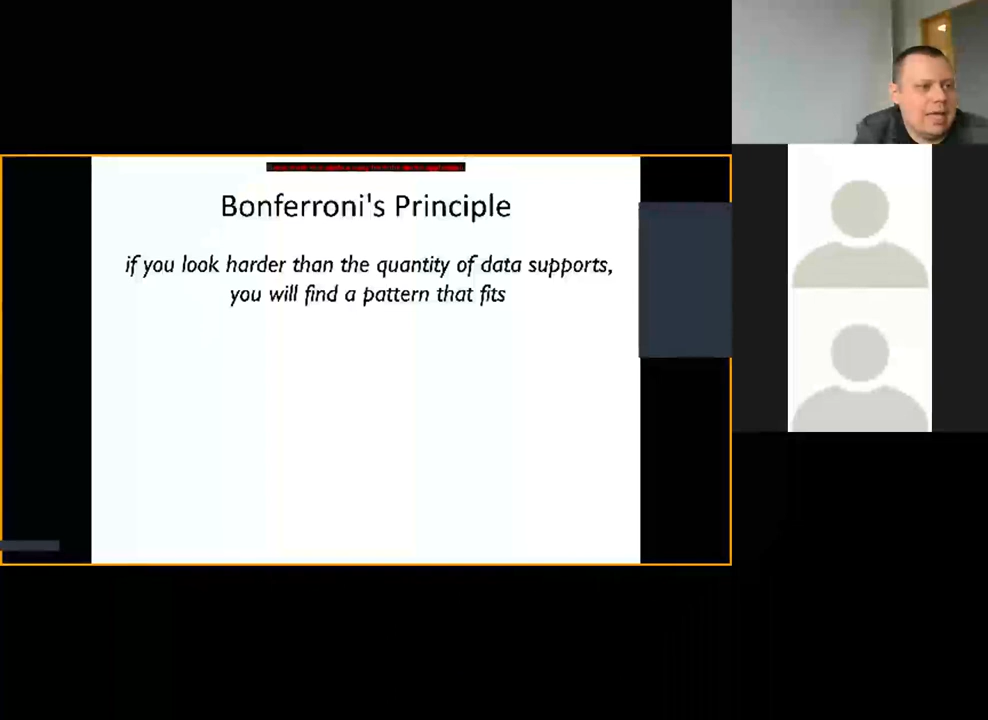 Bonferroni's Principle
if you look harder than the quantity of data supports,
you will find a pattern that fits